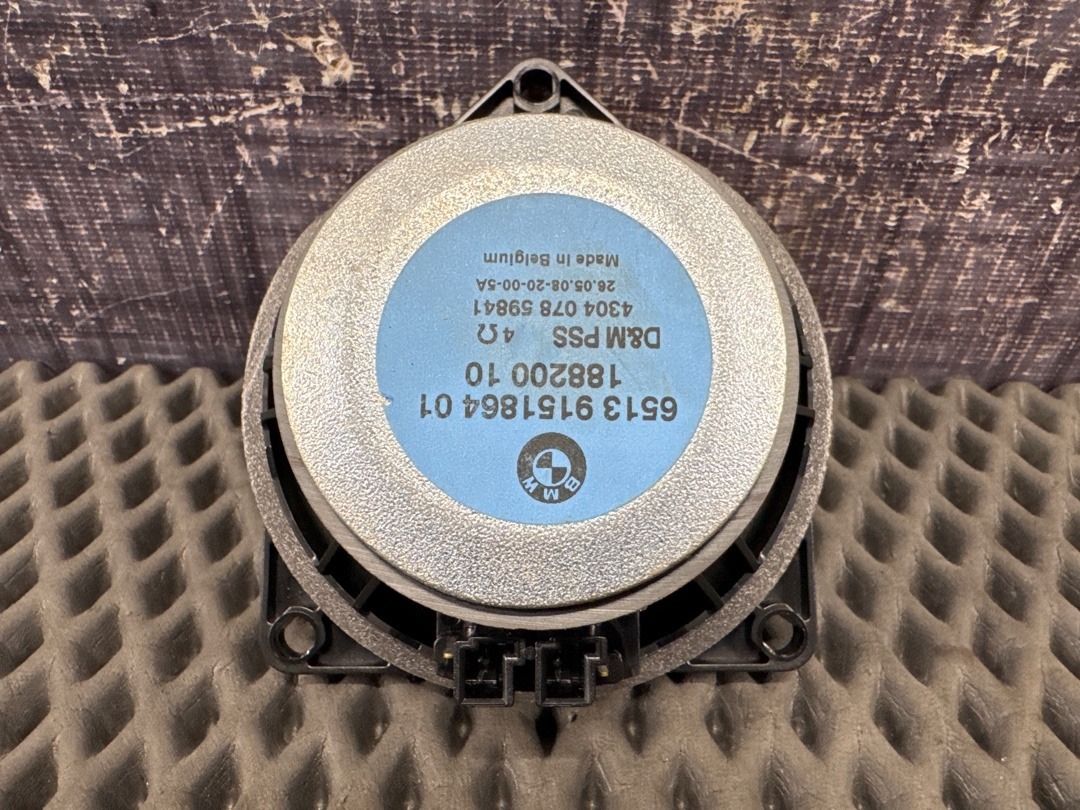 BMW
6513 9151864 01
188200 10
D&M PSS 4 Ω
4304 078 59841
26.05.08-20-00-5A
Made In Belgium